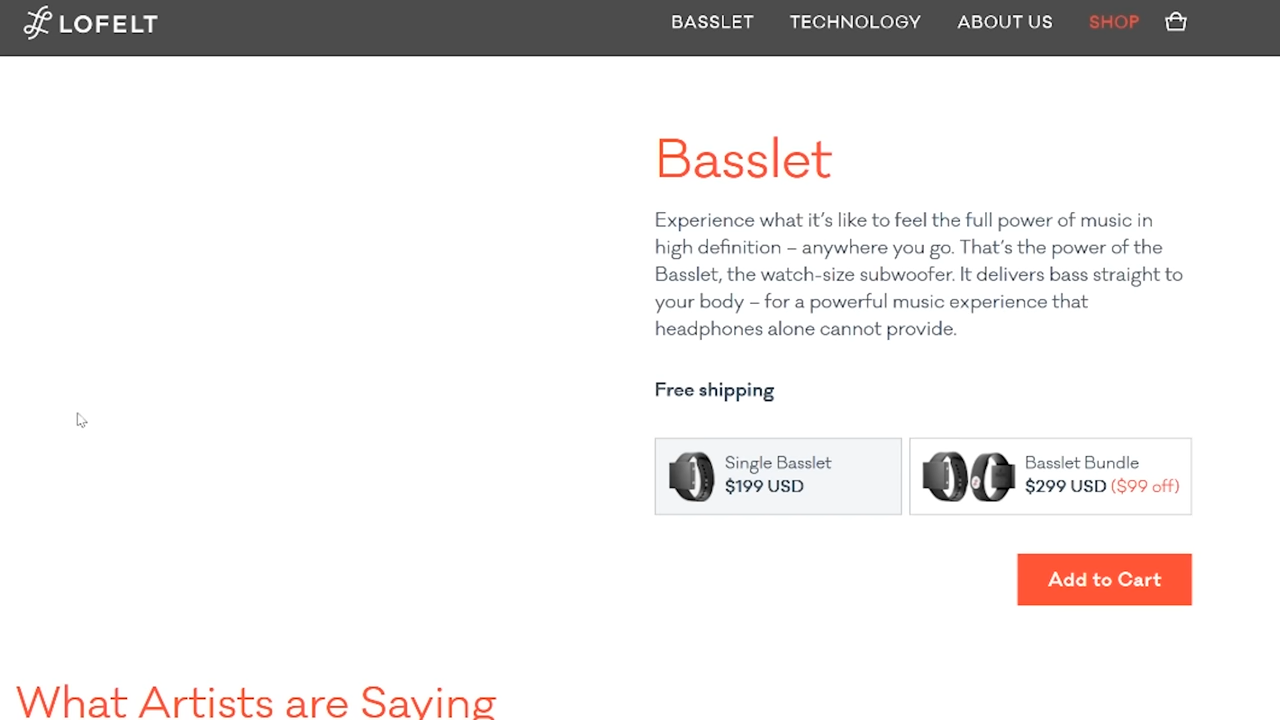 LOFELT
BASSLET TECHNOLOGY ABOUT US SHOP
Basslet
Experience what it's like to feel the full power of music in
high definition – anywhere you go. That's the power of the
Basslet, the watch-size subwoofer. It delivers bass straight to
your body – for a powerful music experience that
headphones alone cannot provide.
Free shipping
Single Basslet
$199 USD
Basslet Bundle
$299 USD ($99 off)
Add to Cart
What Artists are Saying